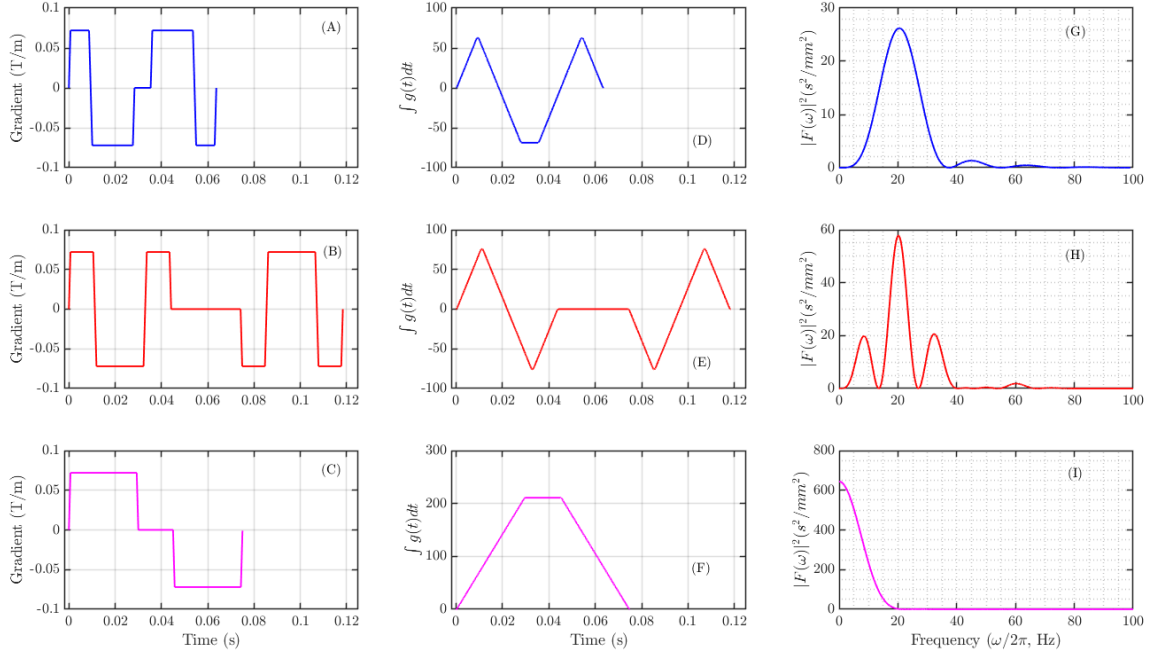 Gradient (T/m)
0.1
0.05
0
-0.05
-0.1
(A)
0 0.02 0.04 0.06 0.08 0.1 0.12
∫ g(t)dt
100
50
0
-50
-100
(D)
0 0.02 0.04 0.06 0.08 0.1 0.12
|F(ω)|²(s²/mm²)
30
20
10
0
(G)
0 20 40 60 80 100
Gradient (T/m)
0.1
0.05
0
-0.05
-0.1
(B)
0 0.02 0.04 0.06 0.08 0.1 0.12
∫ g(t)dt
100
50
0
-50
-100
(E)
0 0.02 0.04 0.06 0.08 0.1 0.12
|F(ω)|²(s²/mm²)
60
40
20
0
(H)
0 20 40 60 80 100
Gradient (T/m)
0.1
0.05
0
-0.05
-0.1
(C)
0 0.02 0.04 0.06 0.08 0.1 0.12
Time (s)
∫ g(t)dt
300
200
100
0
(F)
0 0.02 0.04 0.06 0.08 0.1 0.12
Time (s)
|F(ω)|²(s²/mm²)
800
600
400
200
0
(I)
0 20 40 60 80 100
Frequency (ω/2π, Hz)